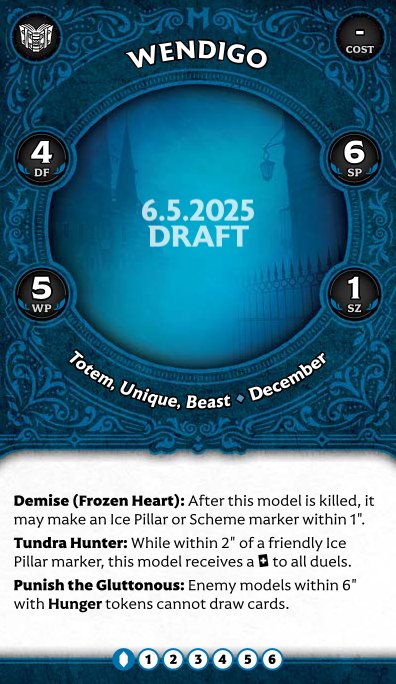 WENDIGO
-
COST
4
DF
6
SP
6.5.2025
DRAFT
5
WP
1
SZ
Totem, Unique, Beast ◆ December
Demise (Frozen Heart): After this model is killed, it
may make an Ice Pillar or Scheme marker within 1".
Tundra Hunter: While within 2" of a friendly Ice
Pillar marker, this model receives a to all duels.
Punish the Gluttonous: Enemy models within 6"
with Hunger tokens cannot draw cards.
1 2 3 4 5 6